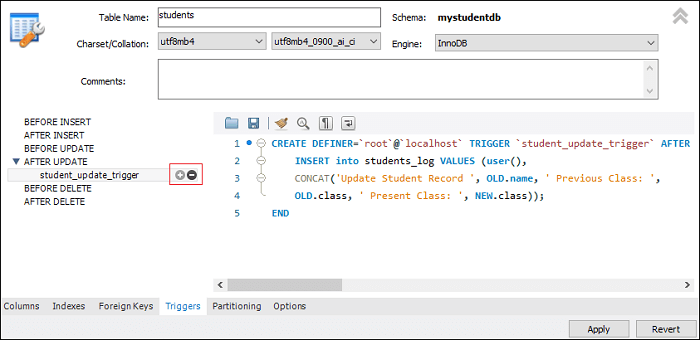 Table Name: students Schema: mystudentdb
Charset/Collation: utf8mb4 utf8mb4_0900_ai_ci Engine: InnoDB
Comments:
BEFORE INSERT
AFTER INSERT
BEFORE UPDATE
AFTER UPDATE
student_update_trigger
BEFORE DELETE
AFTER DELETE
1 CREATE DEFINER=`root`@`localhost` TRIGGER `student_update_trigger` AFTER
2 INSERT into students_log VALUES (user(),
3 CONCAT('Update Student Record ', OLD.name, ' Previous Class: ',
4 OLD.class, ' Present Class: ', NEW.class));
5 END
Columns Indexes Foreign Keys Triggers Partitioning Options
Apply Revert